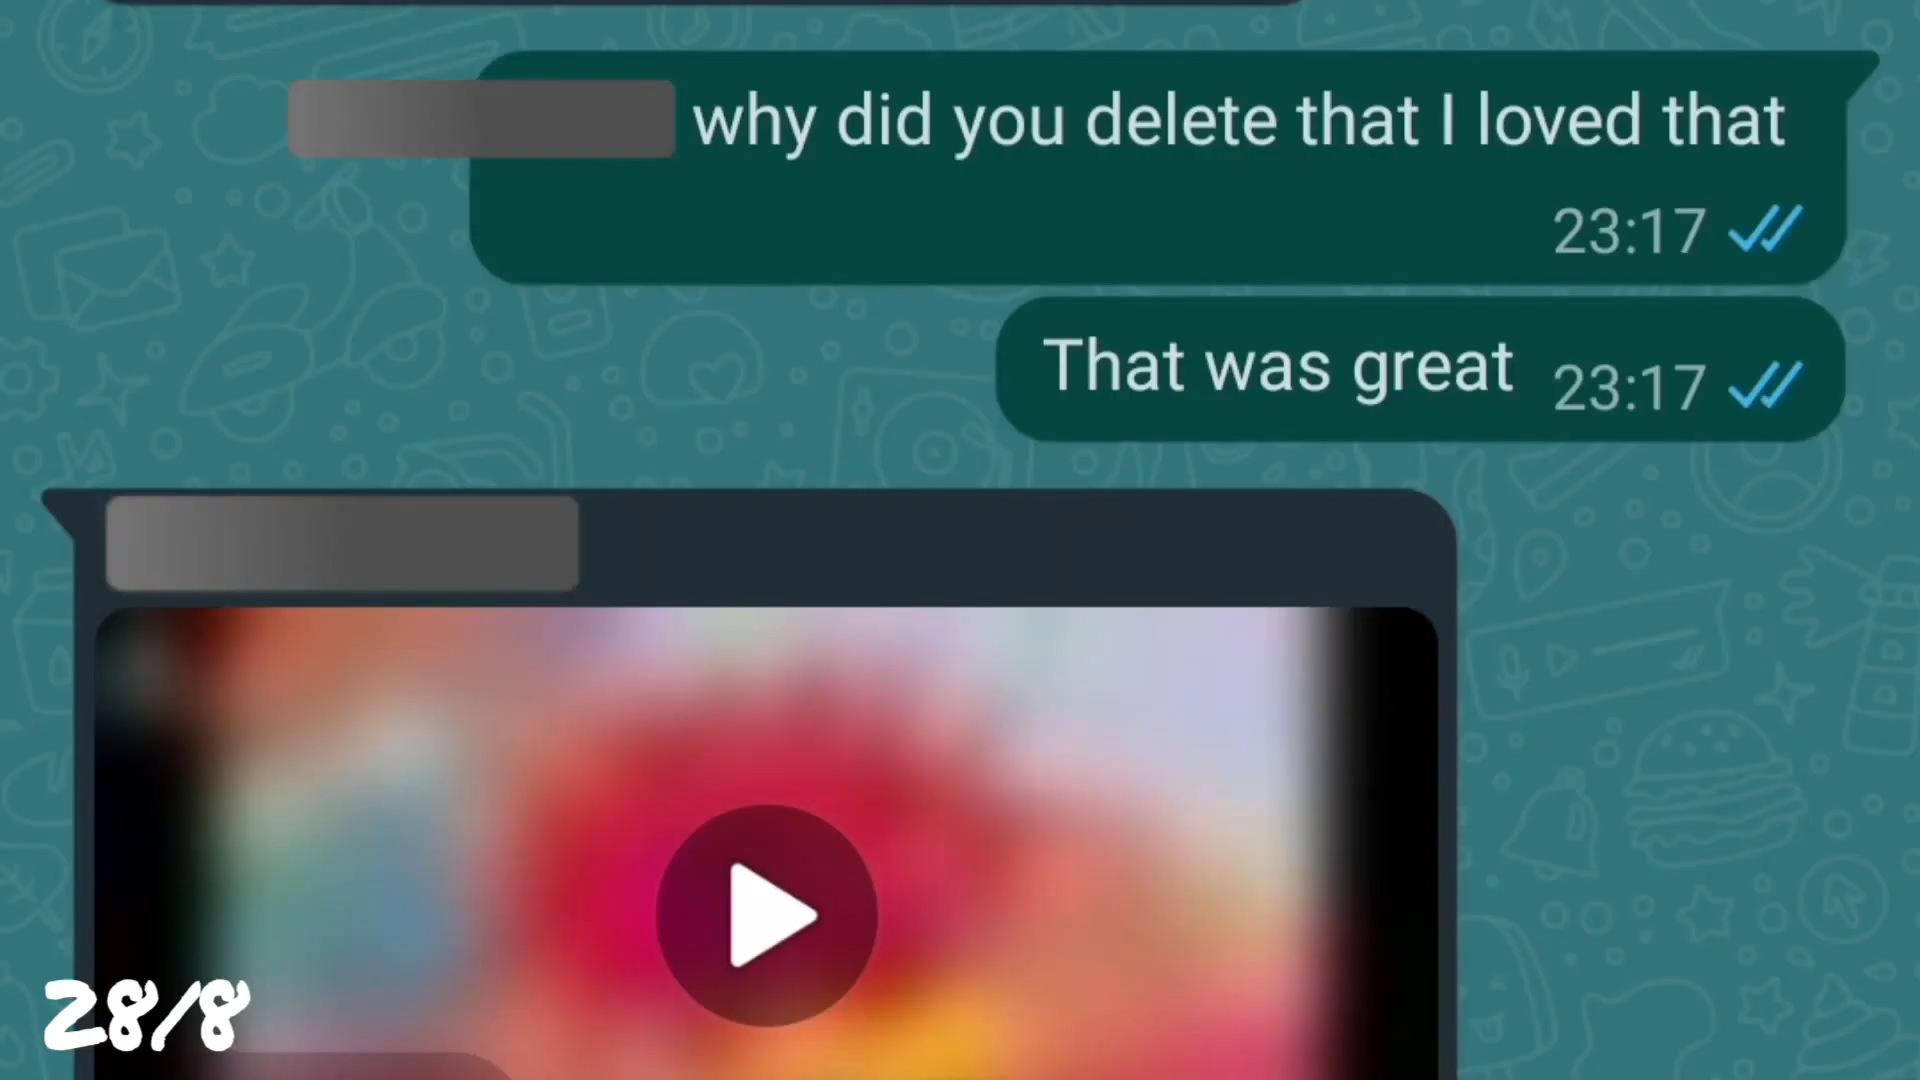 why did you delete that I loved that
23:17
That was great 23:17
28/8